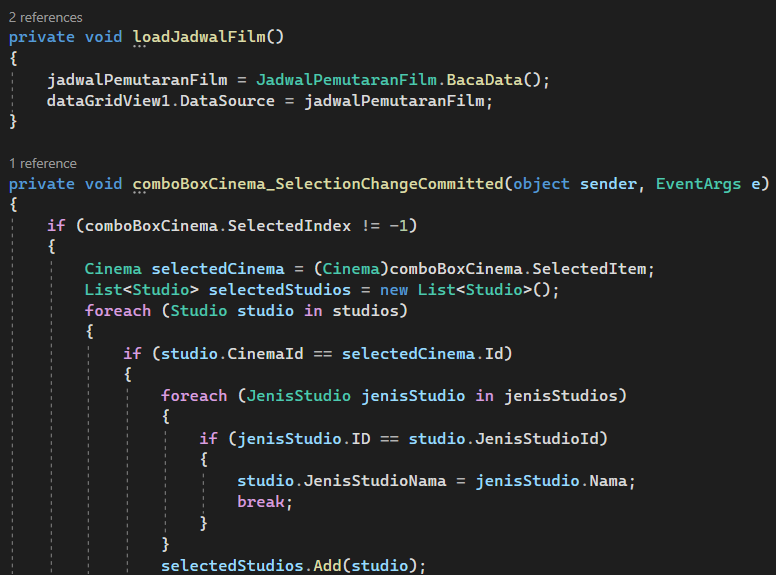 2 references
private void loadJadwalFilm()
{
    jadwalPemutaranFilm = JadwalPemutaranFilm.BacaData();
    dataGridView1.DataSource = jadwalPemutaranFilm;
}
1 reference
private void comboBoxCinema_SelectionChangeCommitted(object sender, EventArgs e)
{
    if (comboBoxCinema.SelectedIndex != -1)
    {
        Cinema selectedCinema = (Cinema)comboBoxCinema.SelectedItem;
        List<Studio> selectedStudios = new List<Studio>();
        foreach (Studio studio in studios)
        {
            if (studio.CinemaId == selectedCinema.Id)
            {
                foreach (JenisStudio jenisStudio in jenisStudios)
                {
                    if (jenisStudio.ID == studio.JenisStudioId)
                    {
                        studio.JenisStudioNama = jenisStudio.Nama;
                        break;
                    }
                }
                selectedStudios.Add(studio);